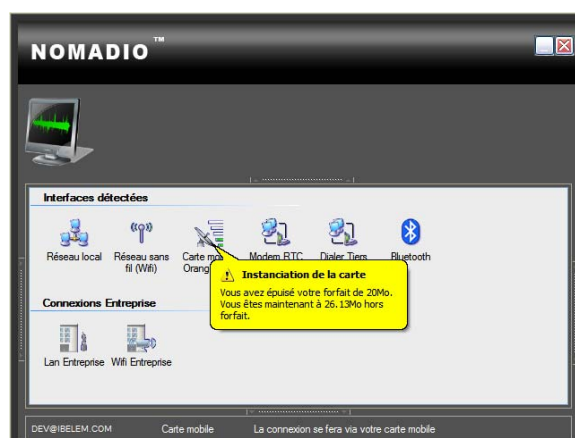 NOMADIO™
Interfaces détectées
Réseau local
Réseau sans
fil (Wifi)
Carte
Orang
Modem RTC
Dialer Tiers
Bluetooth
Instanciation de la carte
Vous avez épuisé votre forfait de 20Mo.
Vous êtes maintenant à 26.13Mo hors
forfait.
Connexions Entreprise
Lan Entreprise
Wifi Entreprise
DEV@IBELEM.COM
Carte mobile
La connexion se fera via votre carte mobile